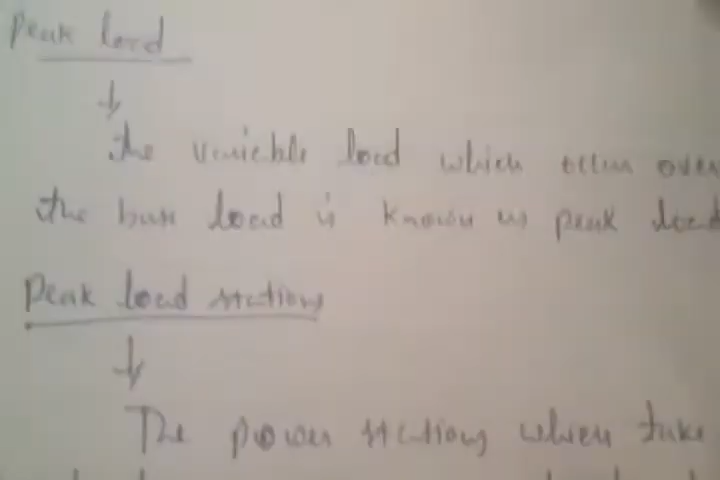 Peak load
the variable load which occurs over
the base load is known as peak load
Peak load stations
The power stations which take